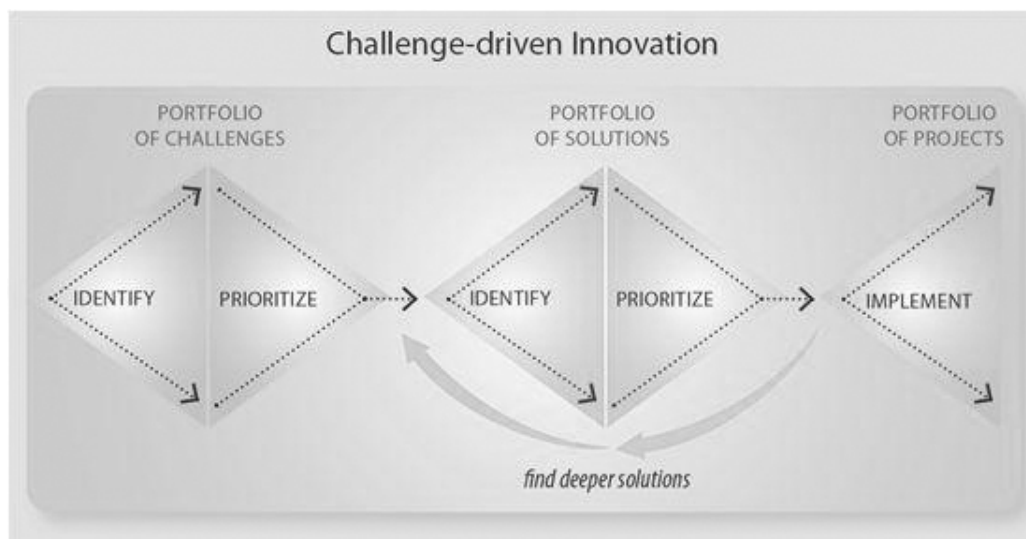 Challenge-driven Innovation
PORTFOLIO
OF CHALLENGES
PORTFOLIO
OF SOLUTIONS
PORTFOLIO
OF PROJECTS
IDENTIFY
PRIORITIZE
IDENTIFY
PRIORITIZE
IMPLEMENT
find deeper solutions